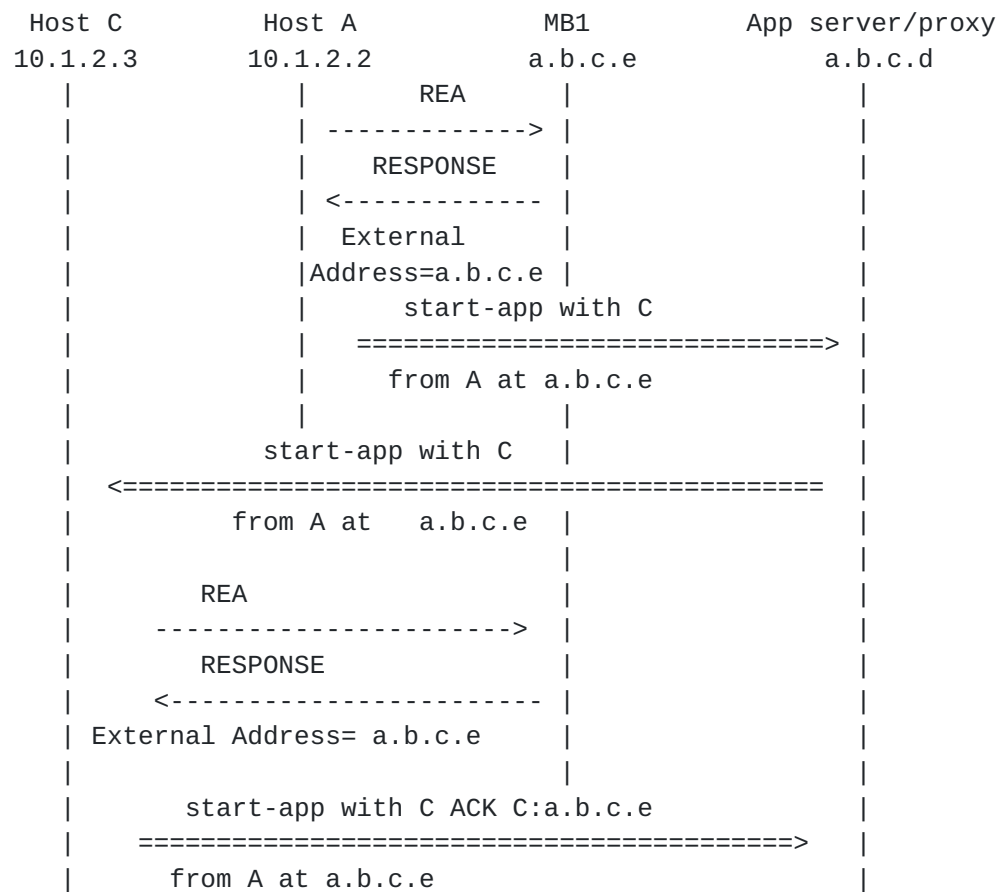 Host C         Host A            MB1          App server/proxy
10.1.2.3       10.1.2.2          a.b.c.e            a.b.c.d
   |              |       REA      |                  |
   |              | -------------> |                  |
   |              |    RESPONSE    |                  |
   |              | <------------- |                  |
   |              |  External      |                  |
   |              |Address=a.b.c.e |                  |
   |              |      start-app with C             |
   |              |   ==============================> |
   |              |     from A at a.b.c.e             |
   |              |                |                  |
   |            start-app with C   |                  |
   |  <=============================================  |
   |          from A at   a.b.c.e  |                  |
   |                               |                  |
   |        REA                    |                  |
   |     ----------------------->  |                  |
   |        RESPONSE               |                  |
   |     <------------------------ |                  |
   | External Address= a.b.c.e     |                  |
   |                               |                  |
   |       start-app with C ACK C:a.b.c.e             |
   |    ==========================================>   |
   |      from A at a.b.c.e                           |